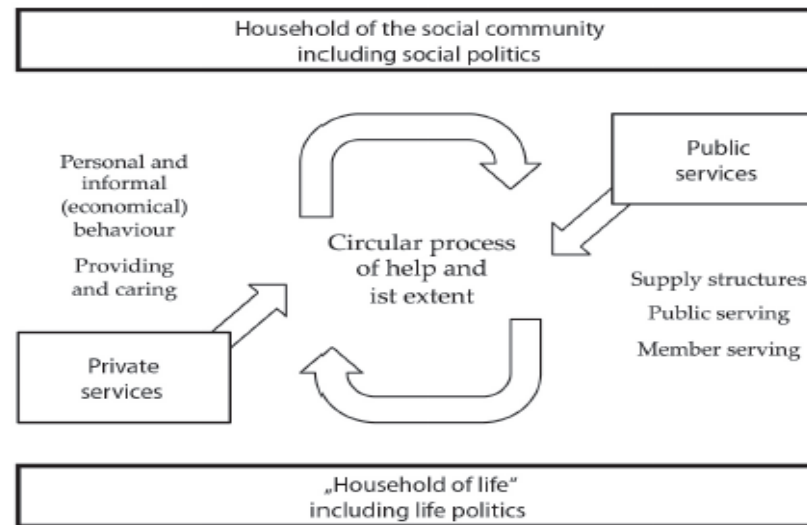 Household of the social community
including social politics
Personal and
informal
(economical)
behaviour
Providing
and caring
Private
services
Circular process
of help and
ist extent
Public
services
Supply structures
Public serving
Member serving
„Household of life“
including life politics